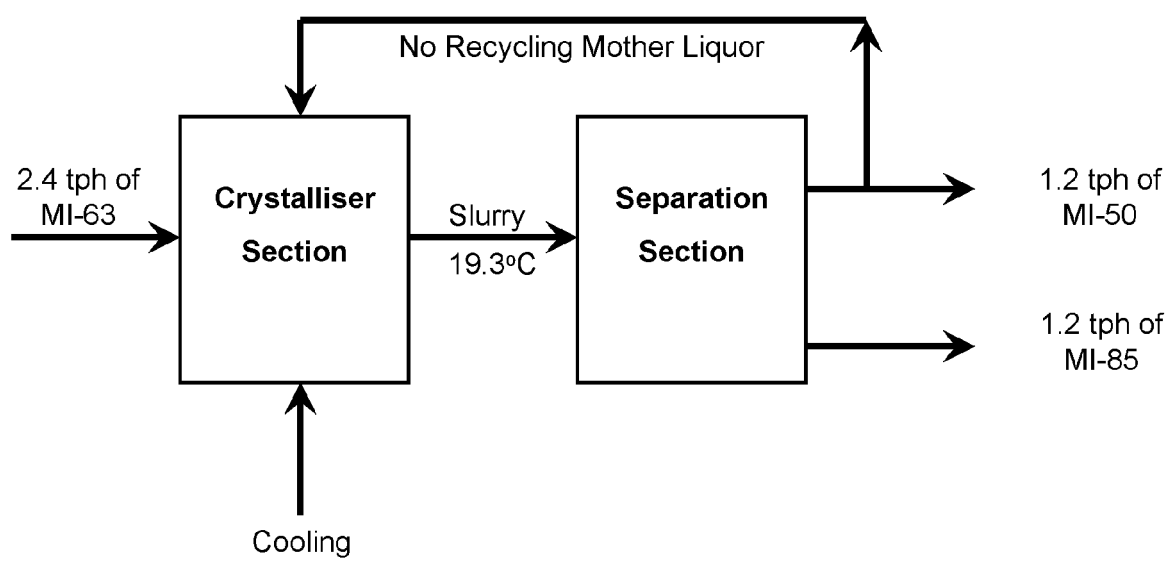 No Recycling Mother Liquor
2.4 tph of
MI-63
Crystalliser
Section
Slurry
19.3ºC
Separation
Section
1.2 tph of
MI-50
1.2 tph of
MI-85
Cooling